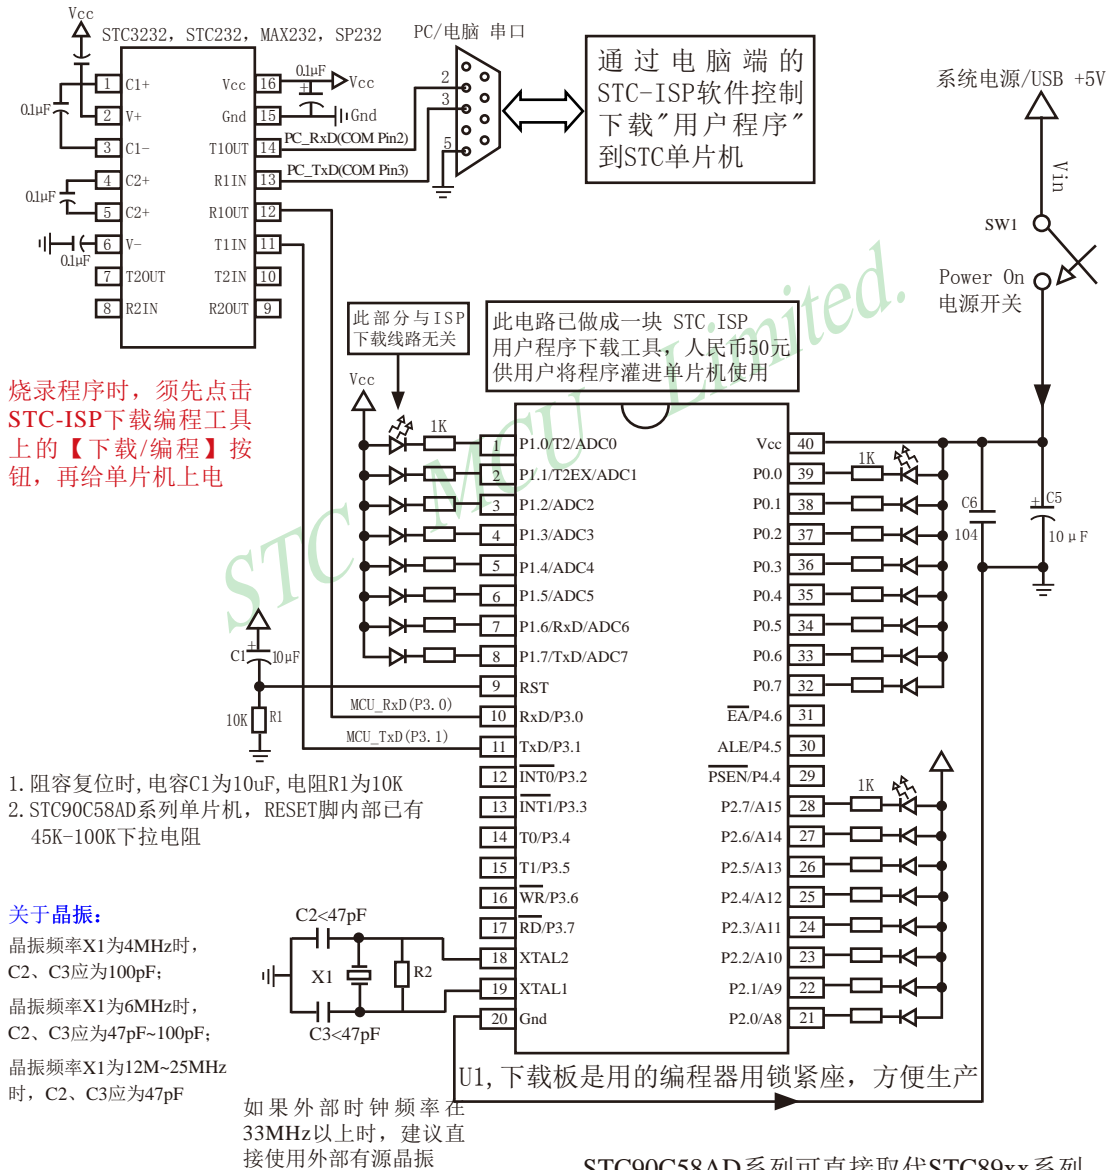 Vcc
STC3232, STC232, MAX232, SP232
PC/电脑 串口
1 C1+
2 V+
3 C1-
4 C2+
5 C2+
6 V-
7 T2OUT
8 R2IN
Vcc 16
Gnd 15
T1OUT 14
R1IN 13
R1OUT 12
T1IN 11
T2IN 10
R2OUT 9
0.1μF
0.1μF
0.1μF
0.1μF
+
Vcc
Gnd
PC_RxD(COM Pin2)
PC_TxD(COM Pin3)
2
3
5
通过电脑端的
STC-ISP软件控制
下载"用户程序"
到STC单片机
系统电源/USB +5V
Vin
SW1
Power On
电源开关
此部分与ISP
下载线路无关
此电路已做成一块 STC ISP
用户程序下载工具，人民币50元
供用户将程序灌进单片机使用
烧录程序时，须先点击
STC-ISP下载编程工具
上的【下载/编程】按
钮，再给单片机上电
STC MCU Limited.
Vcc
1K
1 P1.0/T2/ADC0
2 P1.1/T2EX/ADC1
3 P1.2/ADC2
4 P1.3/ADC3
5 P1.4/ADC4
6 P1.5/ADC5
7 P1.6/RxD/ADC6
8 P1.7/TxD/ADC7
9 RST
10 RxD/P3.0
11 TxD/P3.1
12 INT0/P3.2
13 INT1/P3.3
14 T0/P3.4
15 T1/P3.5
16 WR/P3.6
17 RD/P3.7
18 XTAL2
19 XTAL1
20 Gnd
Vcc 40
P0.0 39
P0.1 38
P0.2 37
P0.3 36
P0.4 35
P0.5 34
P0.6 33
P0.7 32
EA/P4.6 31
ALE/P4.5 30
PSEN/P4.4 29
P2.7/A15 28
P2.6/A14 27
P2.5/A13 26
P2.4/A12 25
P2.3/A11 24
P2.2/A10 23
P2.1/A9 22
P2.0/A8 21
1K
1K
C6
104
+
C5
10μF
+
C1
10μF
10K
R1
MCU_RxD(P3.0)
MCU_TxD(P3.1)
1.阻容复位时,电容C1为10uF,电阻R1为10K
2.STC90C58AD系列单片机，RESET脚内部已有
45K-100K下拉电阻
关于晶振：
晶振频率X1为4MHz时，
C2、C3应为100pF；
晶振频率X1为6MHz时，
C2、C3应为47pF~100pF；
晶振频率X1为12M~25MHz
时，C2、C3应为47pF
C2<47pF
X1
R2
C3<47pF
U1,下载板是用的编程器用锁紧座，方便生产
如果外部时钟频率在
33MHz以上时，建议直
接使用外部有源晶振
STC90C58AD系列可直接取代STC89xx系列